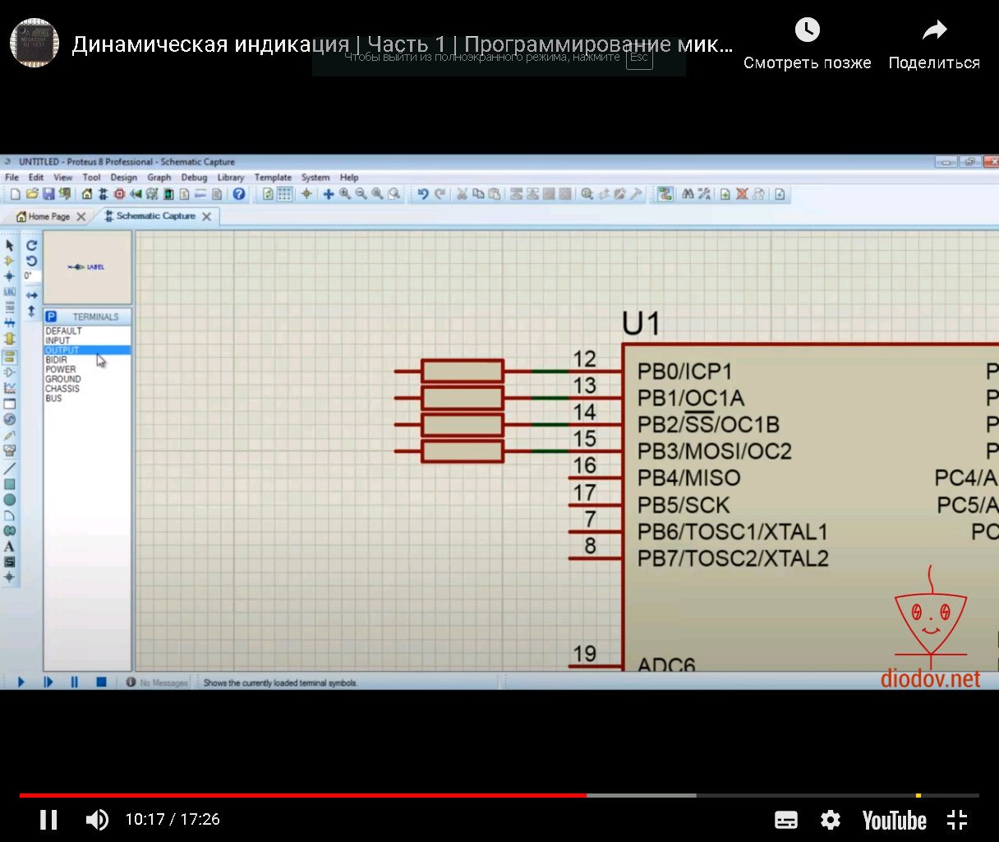 Динамическая индикация | Часть 1 | Программирование мик...
Смотреть позже
Поделиться
Чтобы выйти из полноэкранного режима, нажмите Esc
UNTITLED - Proteus 8 Professional - Schematic Capture
File Edit View Tool Design Graph Debug Library Template System Help
Home Page
Schematic Capture
0°
LABEL
LBL
P TERMINALS
DEFAULT
INPUT
OUTPUT
BIDIR
POWER
GROUND
CHASSIS
BUS
A
S
U1
12 PB0/ICP1 P
13 PB1/OC1A P
14 PB2/SS/OC1B P
15 PB3/MOSI/OC2 P
16 PB4/MISO PC4/A
17 PB5/SCK PC5/A
7 PB6/TOSC1/XTAL1 PC
8 PB7/TOSC2/XTAL2
19 ADC6
diodov.net
No Messages
Shows the currently loaded terminal symbols.
10:17 / 17:26
YouTube